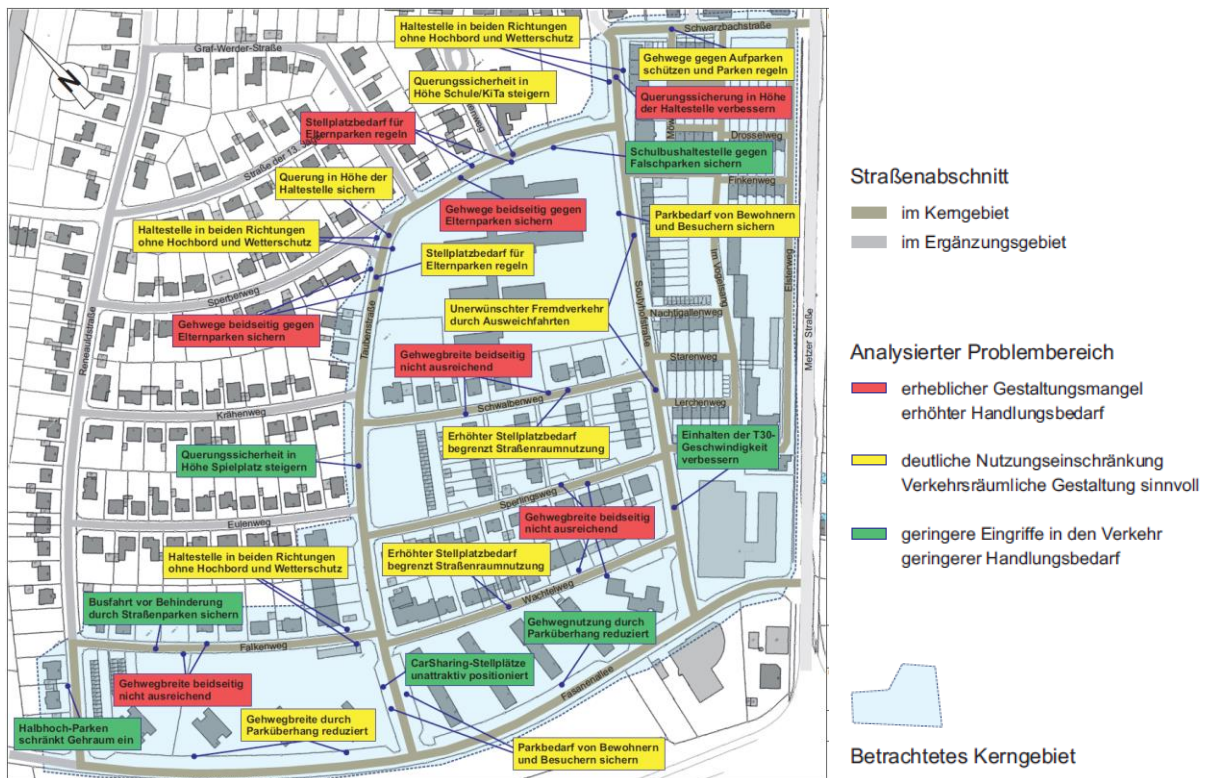 Haltestelle in beiden Richtungen
ohne Hochbord und Wetterschutz
Schwarzbachstraße
Graf-Werder-Straße
Gehwege gegen Aufparken
schützen und Parken regeln
Querungssicherheit in
Höhe Schule/KiTa steigern
Querungssicherung in Höhe
der Haltestelle verbessern
Stellplatzbedarf für
Elternparken regeln
Drosselweg
Straße der 13.
Schulbushaltestelle gegen
Falschparken sichern
Querung in Höhe der
Haltestelle sichern
Finkenweg
Gehwege beidseitig gegen
Elternparken sichern
Parkbedarf von Bewohnern
und Besuchern sichern
Haltestelle in beiden Richtungen
ohne Hochbord und Wetterschutz
Stellplatzbedarf für
Elternparken regeln
Im Vogelsang
Elsterweg
Sperberweg
Reneauldstraße
Taubenstraße
Soutyhofstraße
Metzer Straße
Unerwünschter Fremdverkehr
durch Ausweichfahrten
Nachtigallenweg
Gehwege beidseitig gegen
Elternparken sichern
Gehwegbreite beidseitig
nicht ausreichend
Starenweg
Schwalbenweg
Lerchenweg
Krähenweg
Erhöhter Stellplatzbedarf
begrenzt Straßenraumnutzung
Einhalten der T30-
Geschwindigkeit
verbessern
Querungssicherheit in
Höhe Spielplatz steigern
Sperlingsweg
Gehwegbreite beidseitig
nicht ausreichend
Eulenweg
Haltestelle in beiden Richtungen
ohne Hochbord und Wetterschutz
Erhöhter Stellplatzbedarf
begrenzt Straßenraumnutzung
Wachtelweg
Busfahrt vor Behinderung
durch Straßenparken sichern
Gehwegnutzung durch
Parküberhang reduziert
Falkenweg
CarSharing-Stellplätze
unattraktiv positioniert
Fasanenallee
Gehwegbreite beidseitig
nicht ausreichend
Halbhoch-Parken
schränkt Gehraum ein
Gehwegbreite durch
Parküberhang reduziert
Parkbedarf von Bewohnern
und Besuchern sichern
N
Straßenabschnitt
im Kerngebiet
im Ergänzungsgebiet
Analysierter Problembereich
erheblicher Gestaltungsmangel
erhöhter Handlungsbedarf
deutliche Nutzungseinschränkung
Verkehrsräumliche Gestaltung sinnvoll
geringere Eingriffe in den Verkehr
geringerer Handlungsbedarf
Betrachtetes Kerngebiet